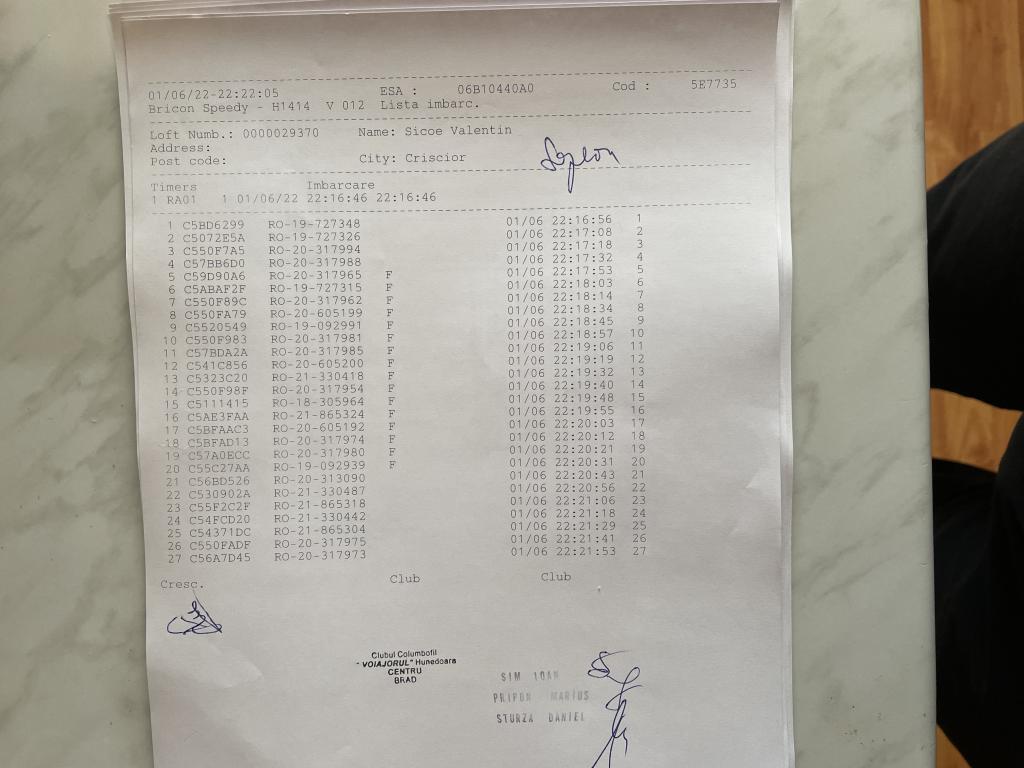 01/06/22-22:22:05 ESA : 06B10440A0 Cod : 5E7735
Bricon Speedy - H1414 V 012 Lista imbarc.
Loft Numb.: 0000029370 Name: Sicoe Valentin
Address:
Post code: City: Criscior
Timers Imbarcare
1 RA01 1 01/06/22 22:16:46 22:16:46
1 C5BD6299 RO-19-727348 01/06 22:16:56 1
2 C5072E5A RO-19-727326 01/06 22:17:08 2
3 C550F7A5 RO-20-317994 01/06 22:17:18 3
4 C57BB6D0 RO-20-317988 01/06 22:17:32 4
5 C59D90A6 RO-20-317965 F 01/06 22:17:53 5
6 C5ABAF2F RO-19-727315 F 01/06 22:18:03 6
7 C550F89C RO-20-317962 F 01/06 22:18:14 7
8 C550FA79 RO-20-605199 F 01/06 22:18:34 8
9 C5520549 RO-19-092991 F 01/06 22:18:45 9
10 C550F983 RO-20-317981 F 01/06 22:18:57 10
11 C57BDA2A RO-20-317985 F 01/06 22:19:06 11
12 C541C856 RO-20-605200 F 01/06 22:19:19 12
13 C5323C20 RO-21-330418 F 01/06 22:19:32 13
14 C550F98F RO-20-317954 F 01/06 22:19:40 14
15 C5111415 RO-18-305964 F 01/06 22:19:48 15
16 C5AE3FAA RO-21-865324 F 01/06 22:19:55 16
17 C5BFAAC3 RO-20-605192 F 01/06 22:20:03 17
18 C5BFAD13 RO-20-317974 F 01/06 22:20:12 18
19 C57A0ECC RO-20-317980 F 01/06 22:20:21 19
20 C55C27AA RO-19-092939 F 01/06 22:20:31 20
21 C56BD526 RO-20-313090 01/06 22:20:43 21
22 C530902A RO-21-330487 01/06 22:20:56 22
23 C55F2C2F RO-21-865318 01/06 22:21:06 23
24 C54FCD20 RO-21-330442 01/06 22:21:18 24
25 C54371DC RO-21-865304 01/06 22:21:29 25
26 C550FADF RO-20-317975 01/06 22:21:41 26
27 C56A7D45 RO-20-317973 01/06 22:21:53 27
Cresc. Club Club
Clubul Columbofil
"VOIAJORUL" Hunedoara
CENTRU
BRAD
SIM IOAN
PRIPON MARIUS
STURZA DANIEL